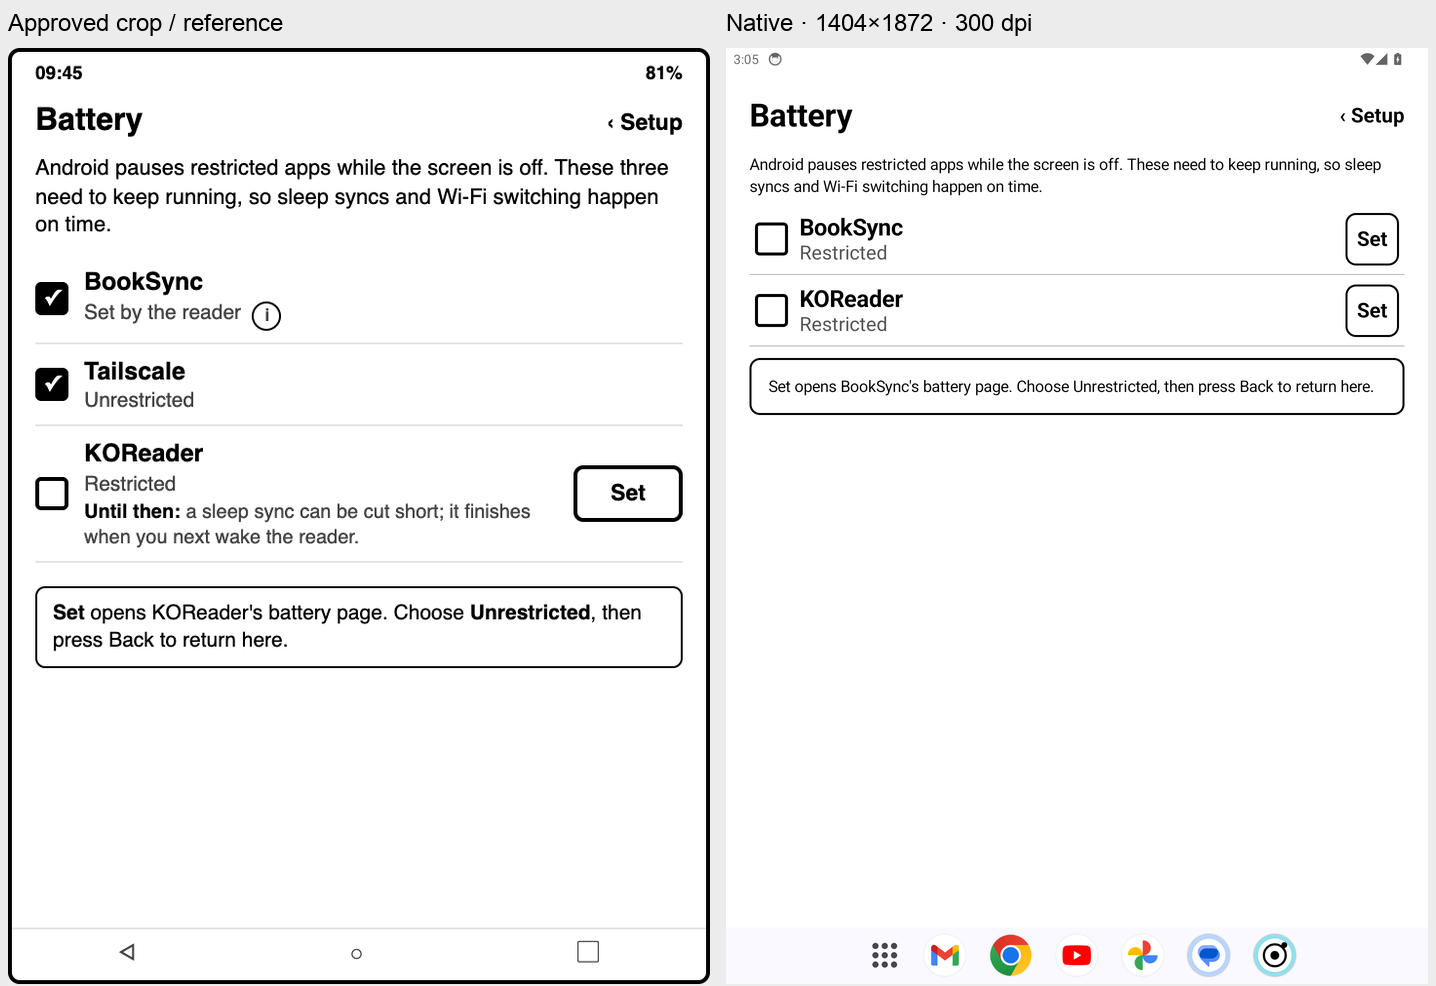 Approved crop / reference
09:45
81%
Battery
‹ Setup
Android pauses restricted apps while the screen is off. These three
need to keep running, so sleep syncs and Wi-Fi switching happen
on time.
BookSync
Set by the reader i
Tailscale
Unrestricted
KOReader
Restricted
Until then: a sleep sync can be cut short; it finishes
when you next wake the reader.
Set
Set opens KOReader's battery page. Choose Unrestricted, then
press Back to return here.
Native · 1404×1872 · 300 dpi
3:05
Battery
‹ Setup
Android pauses restricted apps while the screen is off. These need to keep running, so sleep
syncs and Wi-Fi switching happen on time.
BookSync
Restricted
Set
KOReader
Restricted
Set
Set opens BookSync's battery page. Choose Unrestricted, then press Back to return here.